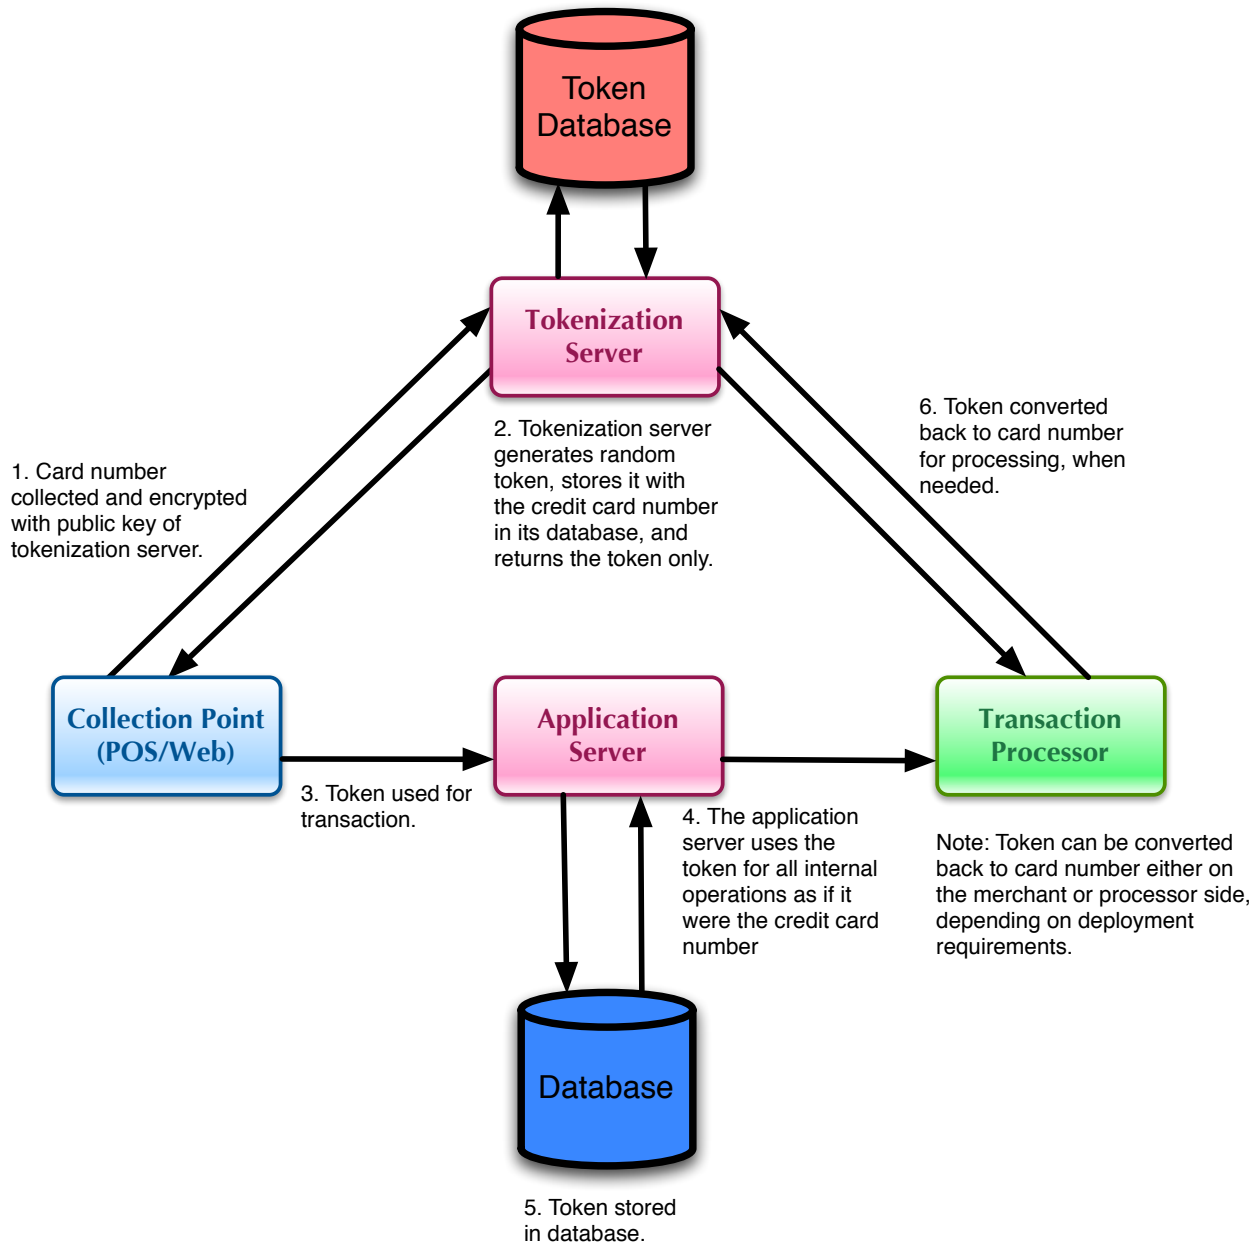 Token
Database
Tokenization
Server
1. Card number
collected and encrypted
with public key of
tokenization server.
2. Tokenization server
generates random
token, stores it with
the credit card number
in its database, and
returns the token only.
6. Token converted
back to card number
for processing, when
needed.
Collection Point
(POS/Web)
Application
Server
Transaction
Processor
3. Token used for
transaction.
4. The application
server uses the
token for all internal
operations as if it
were the credit card
number
Note: Token can be converted
back to card number either on
the merchant or processor side,
depending on deployment
requirements.
Database
5. Token stored
in database.